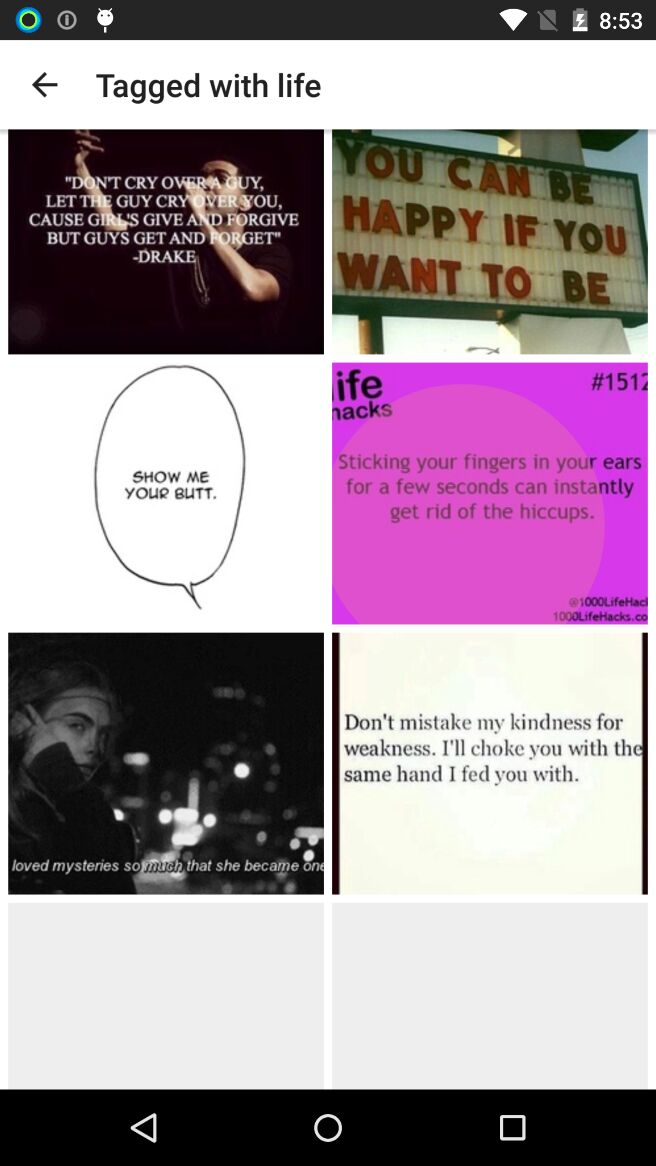 8:53
Tagged with life
"DON'T CRY OVER A GUY,
LET THE GUY CRY OVER YOU,
CAUSE GIRL'S GIVE AND FORGIVE
BUT GUYS GET AND FORGET"
-DRAKE
YOU CAN BE
HAPPY IF YOU
WANT TO BE
SHOW ME
YOUR BUTT.
ife
hacks
#1512
Sticking your fingers in your ears
for a few seconds can instantly
get rid of the hiccups.
@1000LifeHac
1000LifeHacks.co
loved mysteries so much that she became one
Don't mistake my kindness for
weakness. I'll choke you with the
same hand I fed you with.